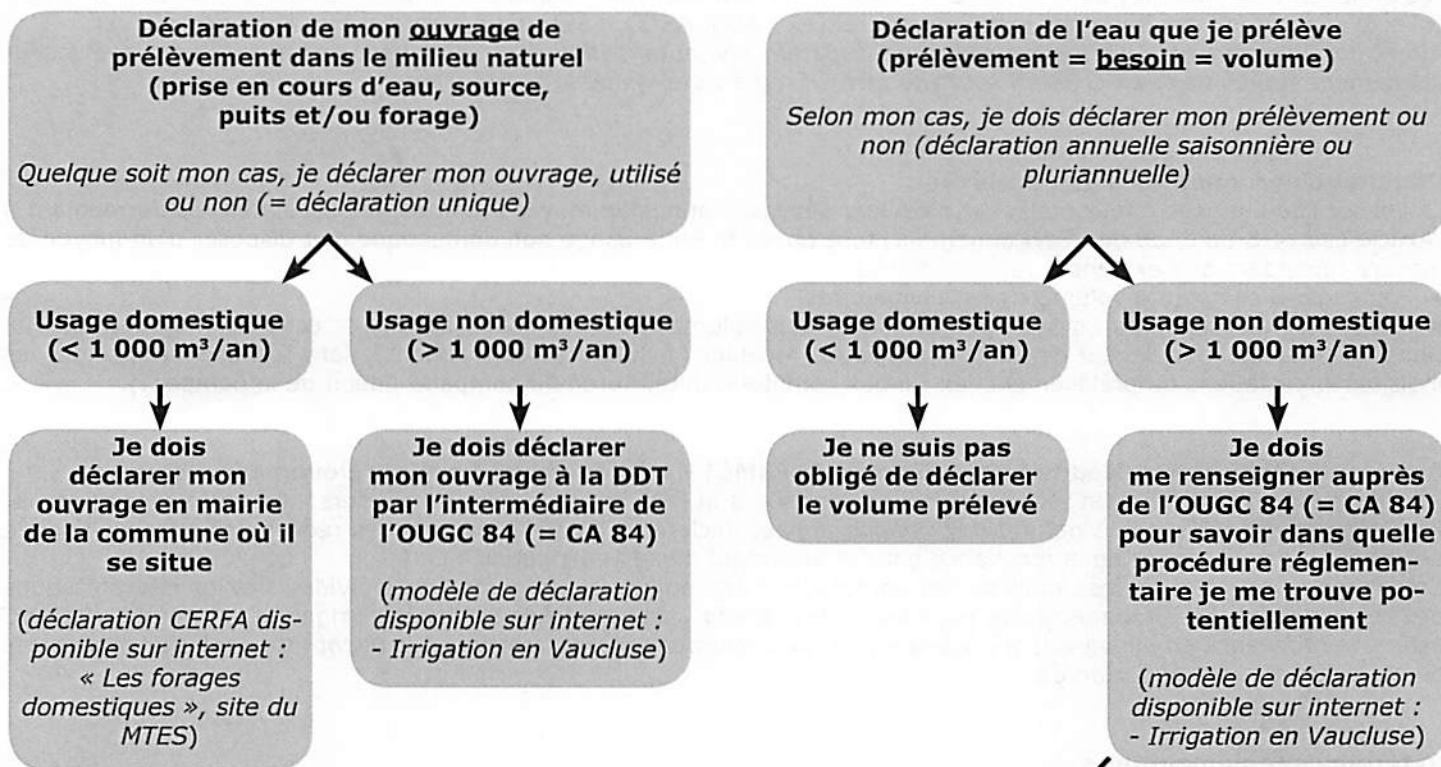 Déclaration de mon ouvrage de
prélèvement dans le milieu naturel
(prise en cours d'eau, source,
puits et/ou forage)
Quelque soit mon cas, je déclarer mon ouvrage, utilisé
ou non (= déclaration unique)
Déclaration de l'eau que je prélève
(prélèvement = besoin = volume)
Selon mon cas, je dois déclarer mon prélèvement ou
non (déclaration annuelle saisonnière ou
pluriannuelle)
Usage domestique
(< 1 000 m³/an)
Usage non domestique
(> 1 000 m³/an)
Usage domestique
(< 1 000 m³/an)
Usage non domestique
(> 1 000 m³/an)
Je dois
déclarer mon
ouvrage en mairie
de la commune où il
se situe
(déclaration CERFA dis-
ponible sur internet :
« Les forages
domestiques », site du
MTES)
Je dois déclarer
mon ouvrage à la DDT
par l'intermédiaire de
l'OUGC 84 (= CA 84)
(modèle de déclaration
disponible sur internet :
- Irrigation en Vaucluse)
Je ne suis pas
obligé de déclarer
le volume prélevé
Je dois
me renseigner auprès
de l'OUGC 84 (= CA 84)
pour savoir dans quelle
procédure réglemen-
taire je me trouve po-
tentiellement
(modèle de déclaration
disponible sur internet :
- Irrigation en Vaucluse)